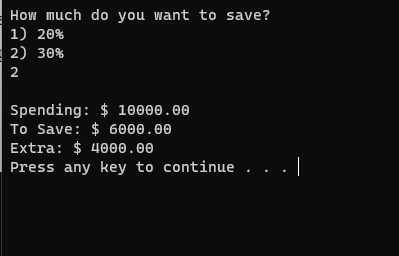 How much do you want to save?
1) 20%
2) 30%
2
Spending: $ 10000.00
To Save: $ 6000.00
Extra: $ 4000.00
Press any key to continue . . .